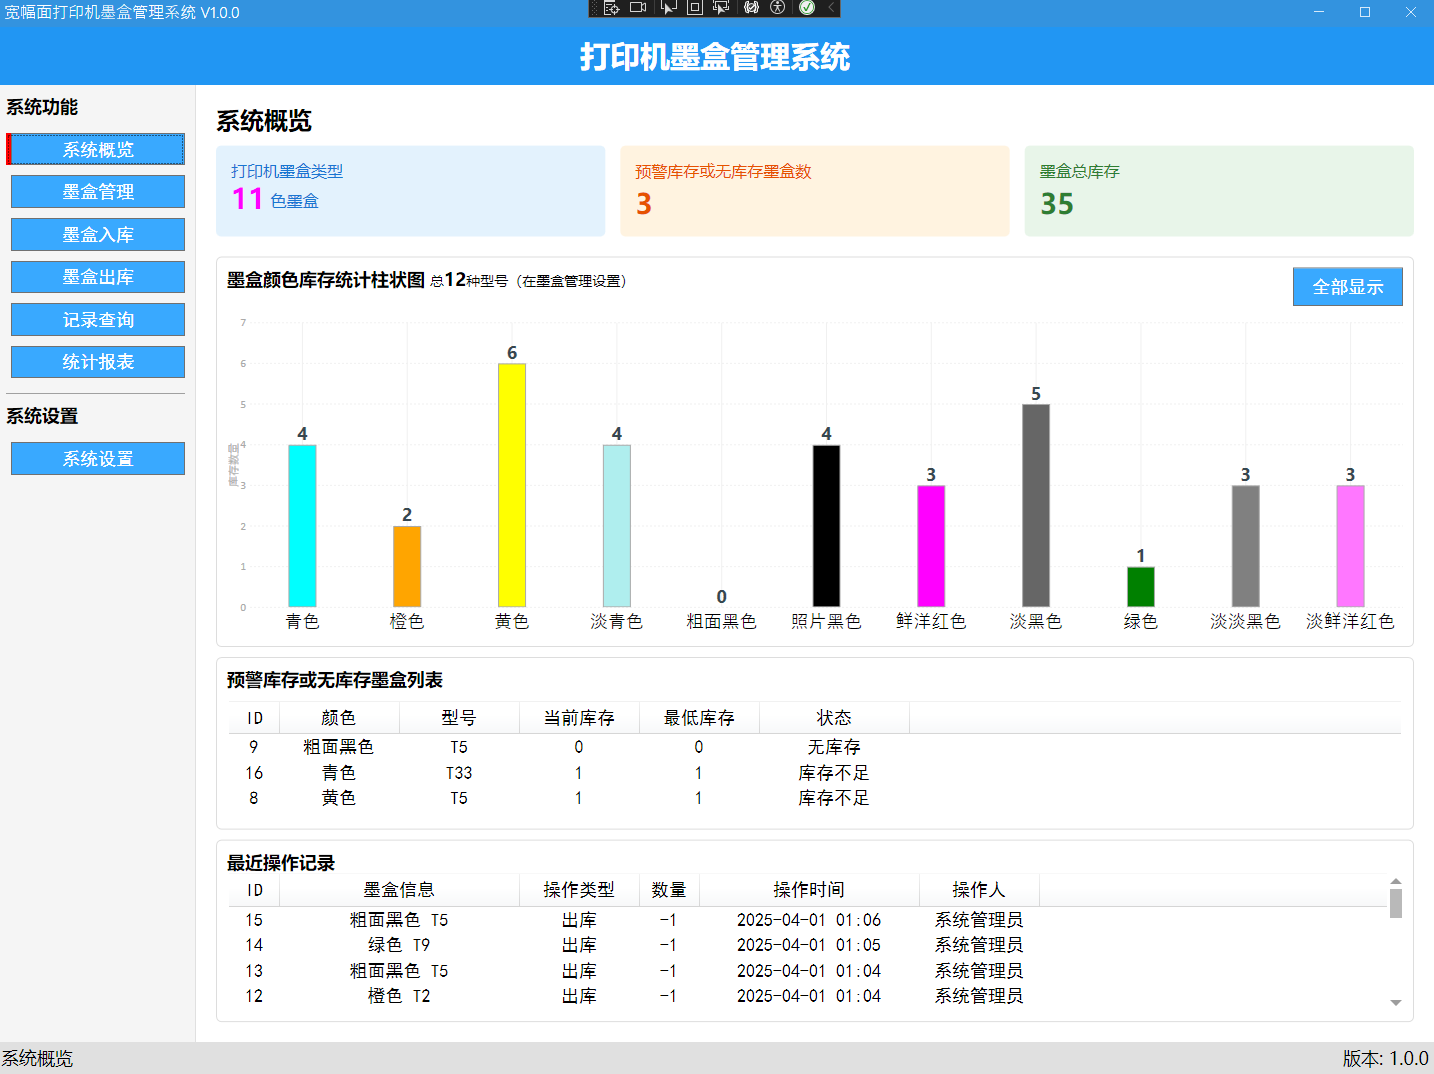 宽幅面打印机墨盒管理系统 V1.0.0
打印机墨盒管理系统
系统功能
系统概览
墨盒管理
墨盒入库
墨盒出库
记录查询
统计报表
系统设置
系统设置
系统概览
打印机墨盒类型
11 色墨盒
预警库存或无库存墨盒数
3
墨盒总库存
35
墨盒颜色库存统计柱状图 总12种型号（在墨盒管理设置）
全部显示
库存数量
7
6
5
4
3
2
1
0
4
2
6
4
0
4
3
5
1
3
3
青色 橙色 黄色 淡青色 粗面黑色 照片黑色 鲜洋红色 淡黑色 绿色 淡淡黑色 淡鲜洋红色
预警库存或无库存墨盒列表
ID 颜色 型号 当前库存 最低库存 状态
9 粗面黑色 T5 0 0 无库存
16 青色 T33 1 1 库存不足
8 黄色 T5 1 1 库存不足
最近操作记录
ID 墨盒信息 操作类型 数量 操作时间 操作人
15 粗面黑色 T5 出库 -1 2025-04-01 01:06 系统管理员
14 绿色 T9 出库 -1 2025-04-01 01:05 系统管理员
13 粗面黑色 T5 出库 -1 2025-04-01 01:04 系统管理员
12 橙色 T2 出库 -1 2025-04-01 01:04 系统管理员
系统概览
版本: 1.0.0